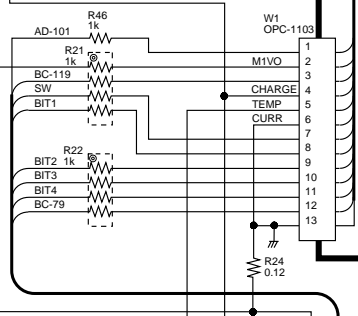 R46
1k
W1
OPC-1103
AD-101
R21
1k
M1VO
BC-119
SW
BIT1
CHARGE
TEMP
CURR
1
2
3
4
5
6
7
8
9
10
11
12
13
R22
1k
BIT2
BIT3
BIT4
BC-79
R24
0.12